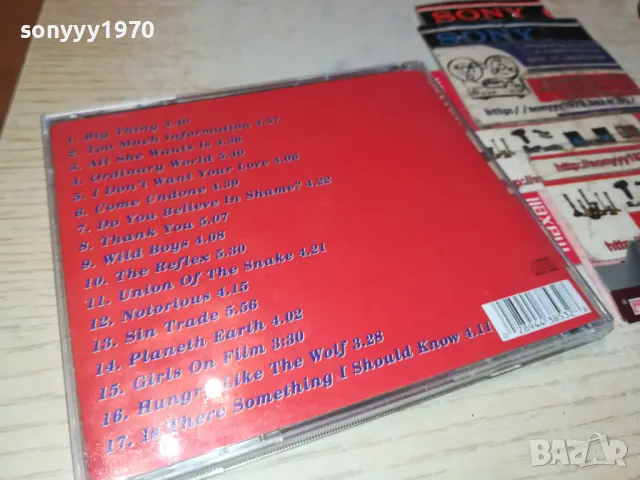 sonyyy1970
SONY
SONY
1. Big Thing 3.40
2. Too Much Information 4.57
3. All She Wants Is 4.36
4. Ordinary World 5.40
5. I Don't Want Your Love 4.06
6. Come Undone 4.39
7. Do You Believe In Shame? 4.22
8. Thank You 5.07
9. Wild Boys 4.08
10. The Reflex 5.30
11. Union Of The Snake 4.21
12. Notorious 4.15
13. Sin Trade 5.56
14. Planeth Earth 4.02
15. Girls On Film 3:30
16. Hungry Like The Wolf 3.28
17. Is There Something I Should Know 4.11
maxell
BAZAR.bg